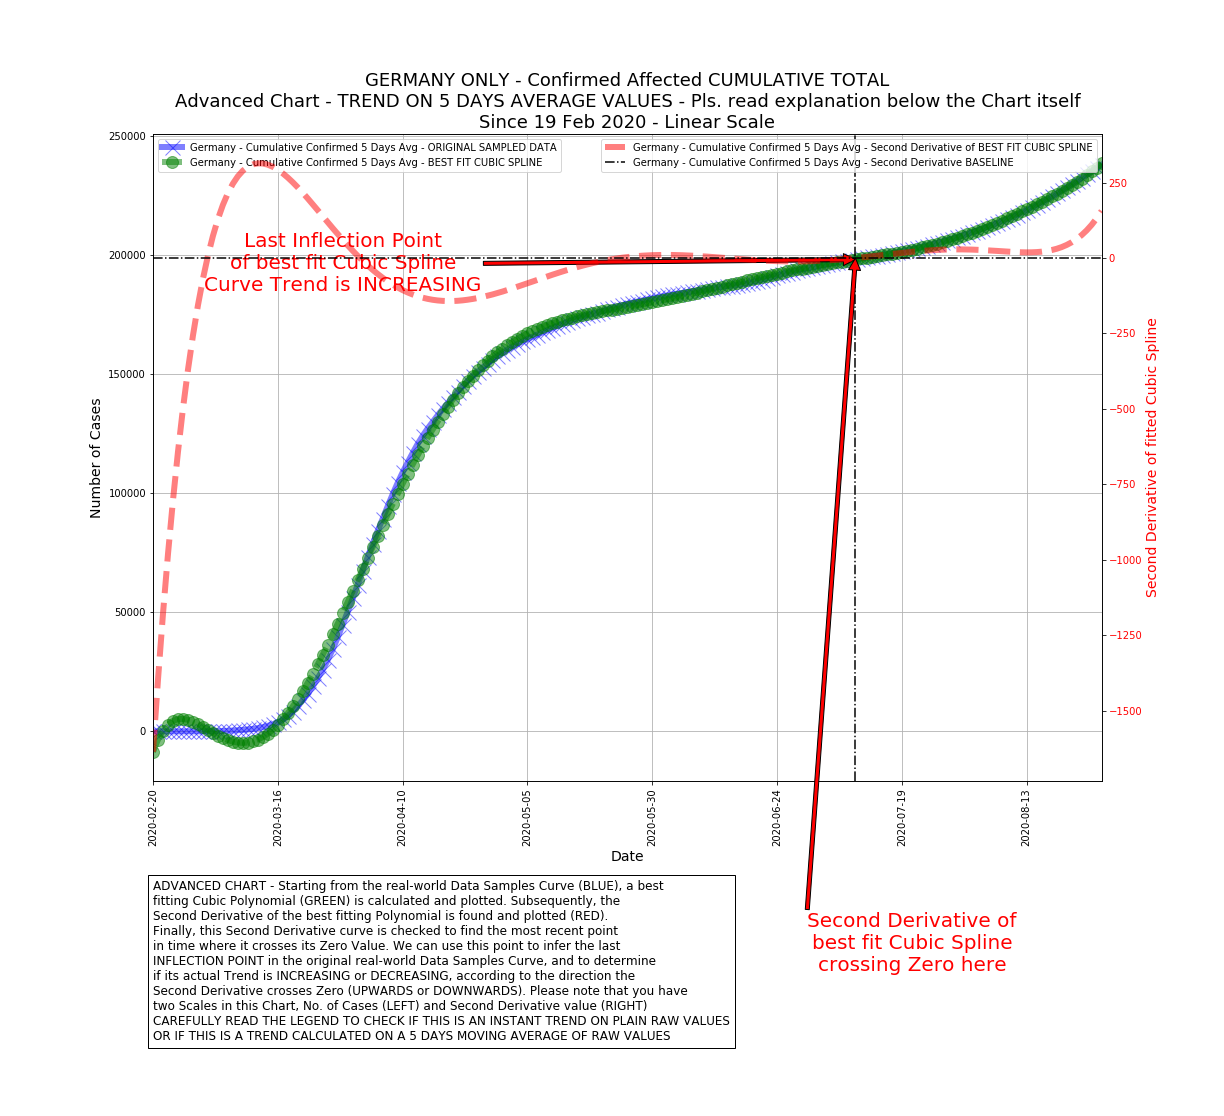 GERMANY ONLY - Confirmed Affected CUMULATIVE TOTAL
Advanced Chart - TREND ON 5 DAYS AVERAGE VALUES - Pls. read explanation below the Chart itself
Since 19 Feb 2020 - Linear Scale
Germany - Cumulative Confirmed 5 Days Avg - ORIGINAL SAMPLED DATA
Germany - Cumulative Confirmed 5 Days Avg - BEST FIT CUBIC SPLINE
Germany - Cumulative Confirmed 5 Days Avg - Second Derivative of BEST FIT CUBIC SPLINE
Germany - Cumulative Confirmed 5 Days Avg - Second Derivative BASELINE
250000
200000
150000
100000
50000
0
Number of Cases
250
0
−250
−500
−750
−1000
−1250
−1500
Second Derivative of fitted Cubic Spline
Last Inflection Point
of best fit Cubic Spline
Curve Trend is INCREASING
2020-02-20
2020-03-16
2020-04-10
2020-05-05
2020-05-30
2020-06-24
2020-07-19
2020-08-13
Date
Second Derivative of
best fit Cubic Spline
crossing Zero here
ADVANCED CHART - Starting from the real-world Data Samples Curve (BLUE), a best
fitting Cubic Polynomial (GREEN) is calculated and plotted. Subsequently, the
Second Derivative of the best fitting Polynomial is found and plotted (RED).
Finally, this Second Derivative curve is checked to find the most recent point
in time where it crosses its Zero Value. We can use this point to infer the last
INFLECTION POINT in the original real-world Data Samples Curve, and to determine
if its actual Trend is INCREASING or DECREASING, according to the direction the
Second Derivative crosses Zero (UPWARDS or DOWNWARDS). Please note that you have
two Scales in this Chart, No. of Cases (LEFT) and Second Derivative value (RIGHT)
CAREFULLY READ THE LEGEND TO CHECK IF THIS IS AN INSTANT TREND ON PLAIN RAW VALUES
OR IF THIS IS A TREND CALCULATED ON A 5 DAYS MOVING AVERAGE OF RAW VALUES